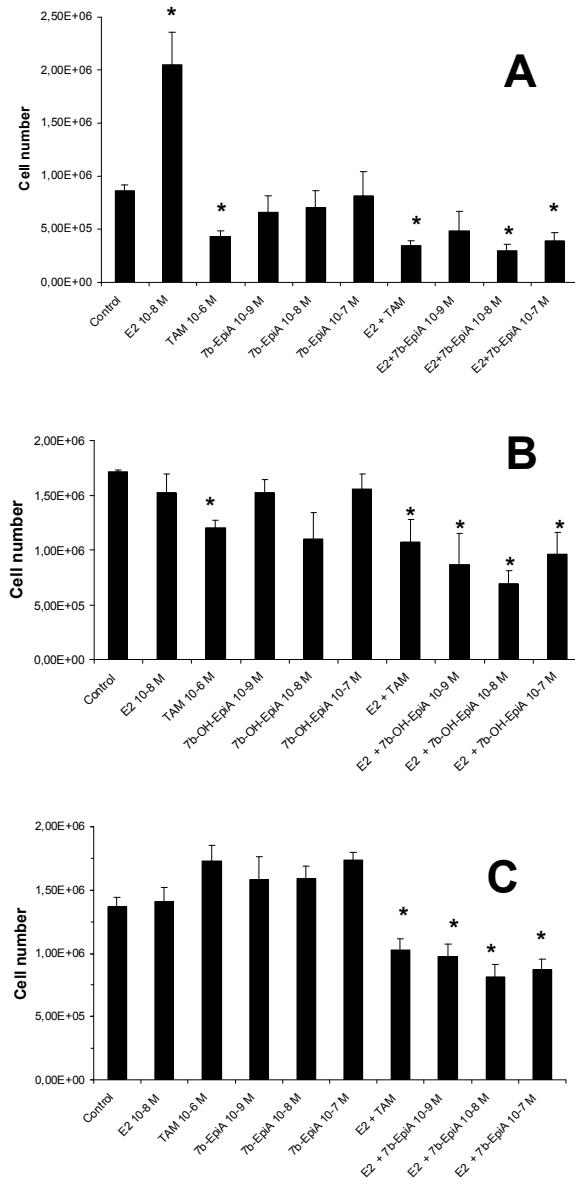 A
Cell number
2,50E+06
2,00E+06
1,50E+06
1,00E+06
5,00E+05
0,00E+00
* * * * *
Control
E2 10-8 M
TAM 10-6 M
7b-EpiA 10-9 M
7b-EpiA 10-8 M
7b-EpiA 10-7 M
E2 + TAM
E2+7b-EpiA 10-9 M
E2+7b-EpiA 10-8 M
E2+7b-EpiA 10-7 M
B
Cell number
2,00E+06
1,50E+06
1,00E+06
5,00E+05
0,00E+00
* * * * *
Control
E2 10-8 M
TAM 10-6 M
7b-OH-EpiA 10-9 M
7b-OH-EpiA 10-8 M
7b-OH-EpiA 10-7 M
E2 + TAM
E2 + 7b-OH-EpiA 10-9 M
E2 + 7b-OH-EpiA 10-8 M
E2 + 7b-OH-EpiA 10-7 M
C
Cell number
2,00E+06
1,50E+06
1,00E+06
5,00E+05
0,00E+00
* * * *
Control
E2 10-8 M
TAM 10-6 M
7b-EpiA 10-9 M
7b-EpiA 10-8 M
7b-EpiA 10-7 M
E2 + TAM
E2 + 7b-EpiA 10-9 M
E2 + 7b-EpiA 10-8 M
E2 + 7b-EpiA 10-7 M